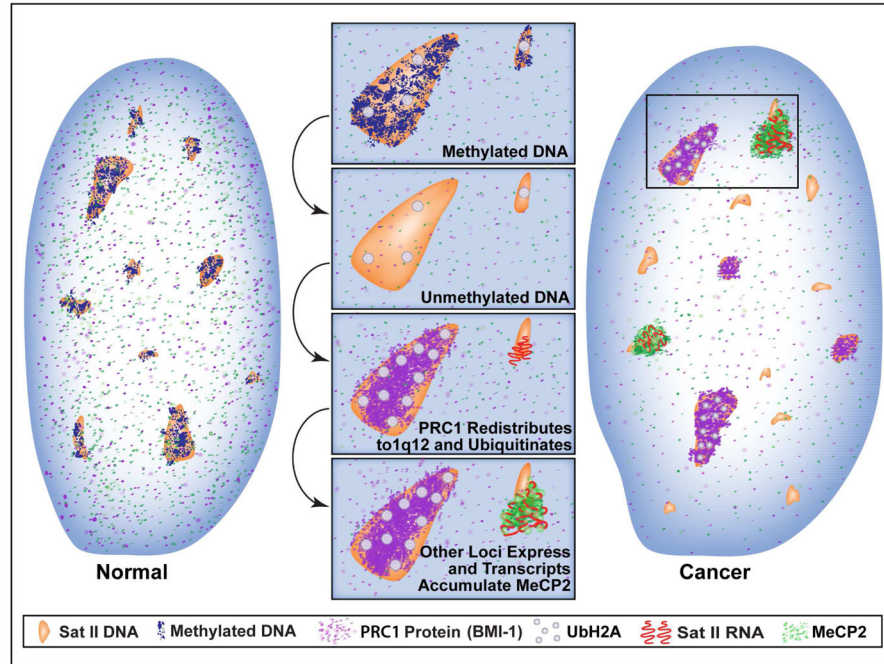 Methylated DNA
Unmethylated DNA
PRC1 Redistributes
to1q12 and Ubiquitinates
Other Loci Express
and Transcripts
Accumulate MeCP2
Normal
Cancer
Sat II DNA
Methylated DNA
PRC1 Protein (BMI-1)
UbH2A
Sat II RNA
MeCP2